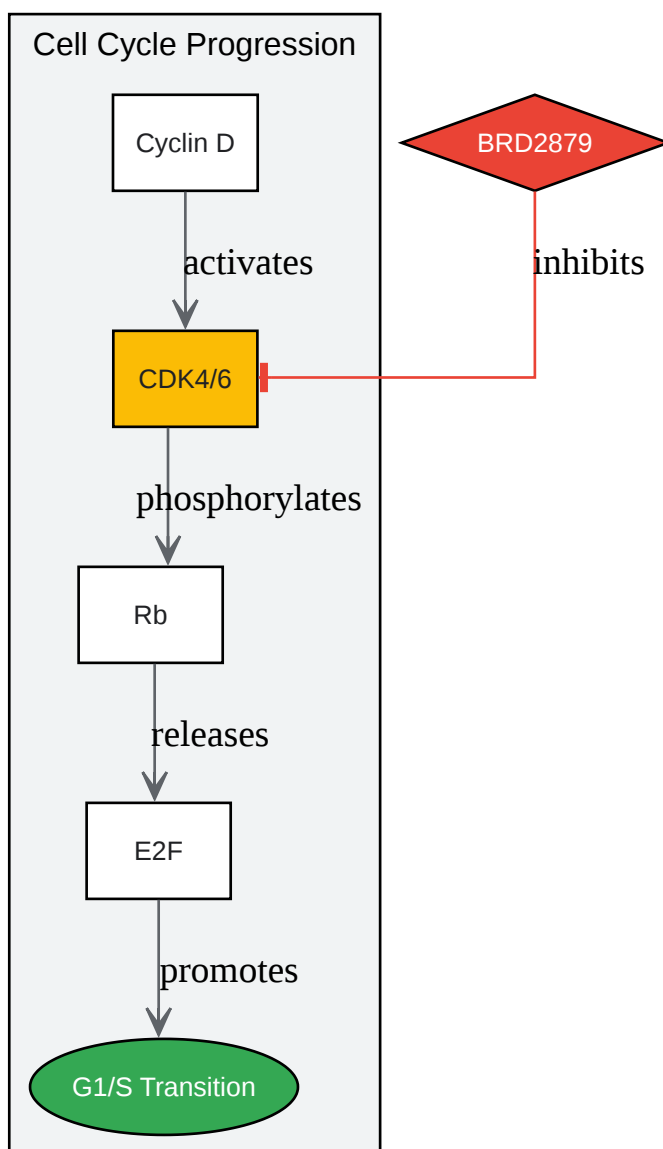 Cell Cycle Progression
Cyclin D
BRD2879
activates
inhibits
CDK4/6
phosphorylates
Rb
releases
E2F
promotes
G1/S Transition